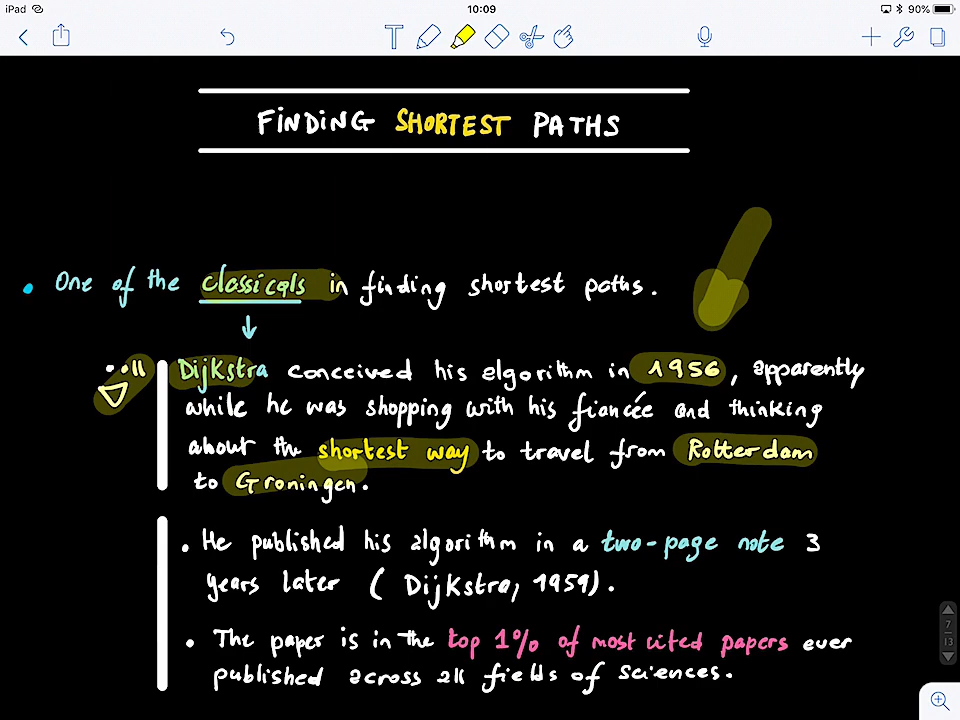 iPad
10:09
90%
FINDING SHORTEST PATHS
• One of the classicals in finding shortest paths.
Dijkstra conceived his algorithm in 1956, apparently
while he was shopping with his fiancée and thinking
about the shortest way to travel from Rotterdam
to Groningen.
• He published his algorithm in a two-page note 3
years later (Dijkstra, 1959).
• The paper is in the top 1% of most cited papers ever
published across all fields of sciences.
7
13